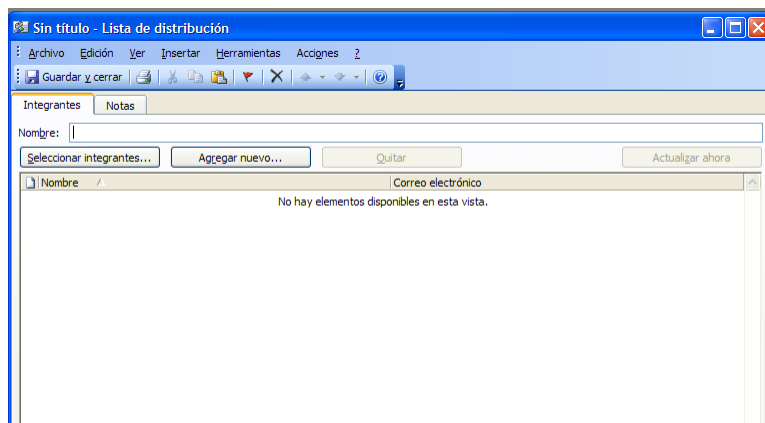 Sin título - Lista de distribución
Archivo Edición Ver Insertar Herramientas Acciones ?
Guardar y cerrar
Integrantes Notas
Nombre:
Seleccionar integrantes... Agregar nuevo... Quitar Actualizar ahora
Nombre Correo electrónico
No hay elementos disponibles en esta vista.